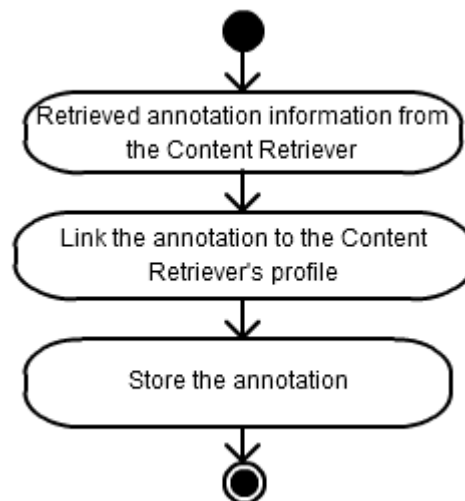 Retrieved annotation information from
the Content Retriever
Link the annotation to the Content
Retriever's profile
Store the annotation